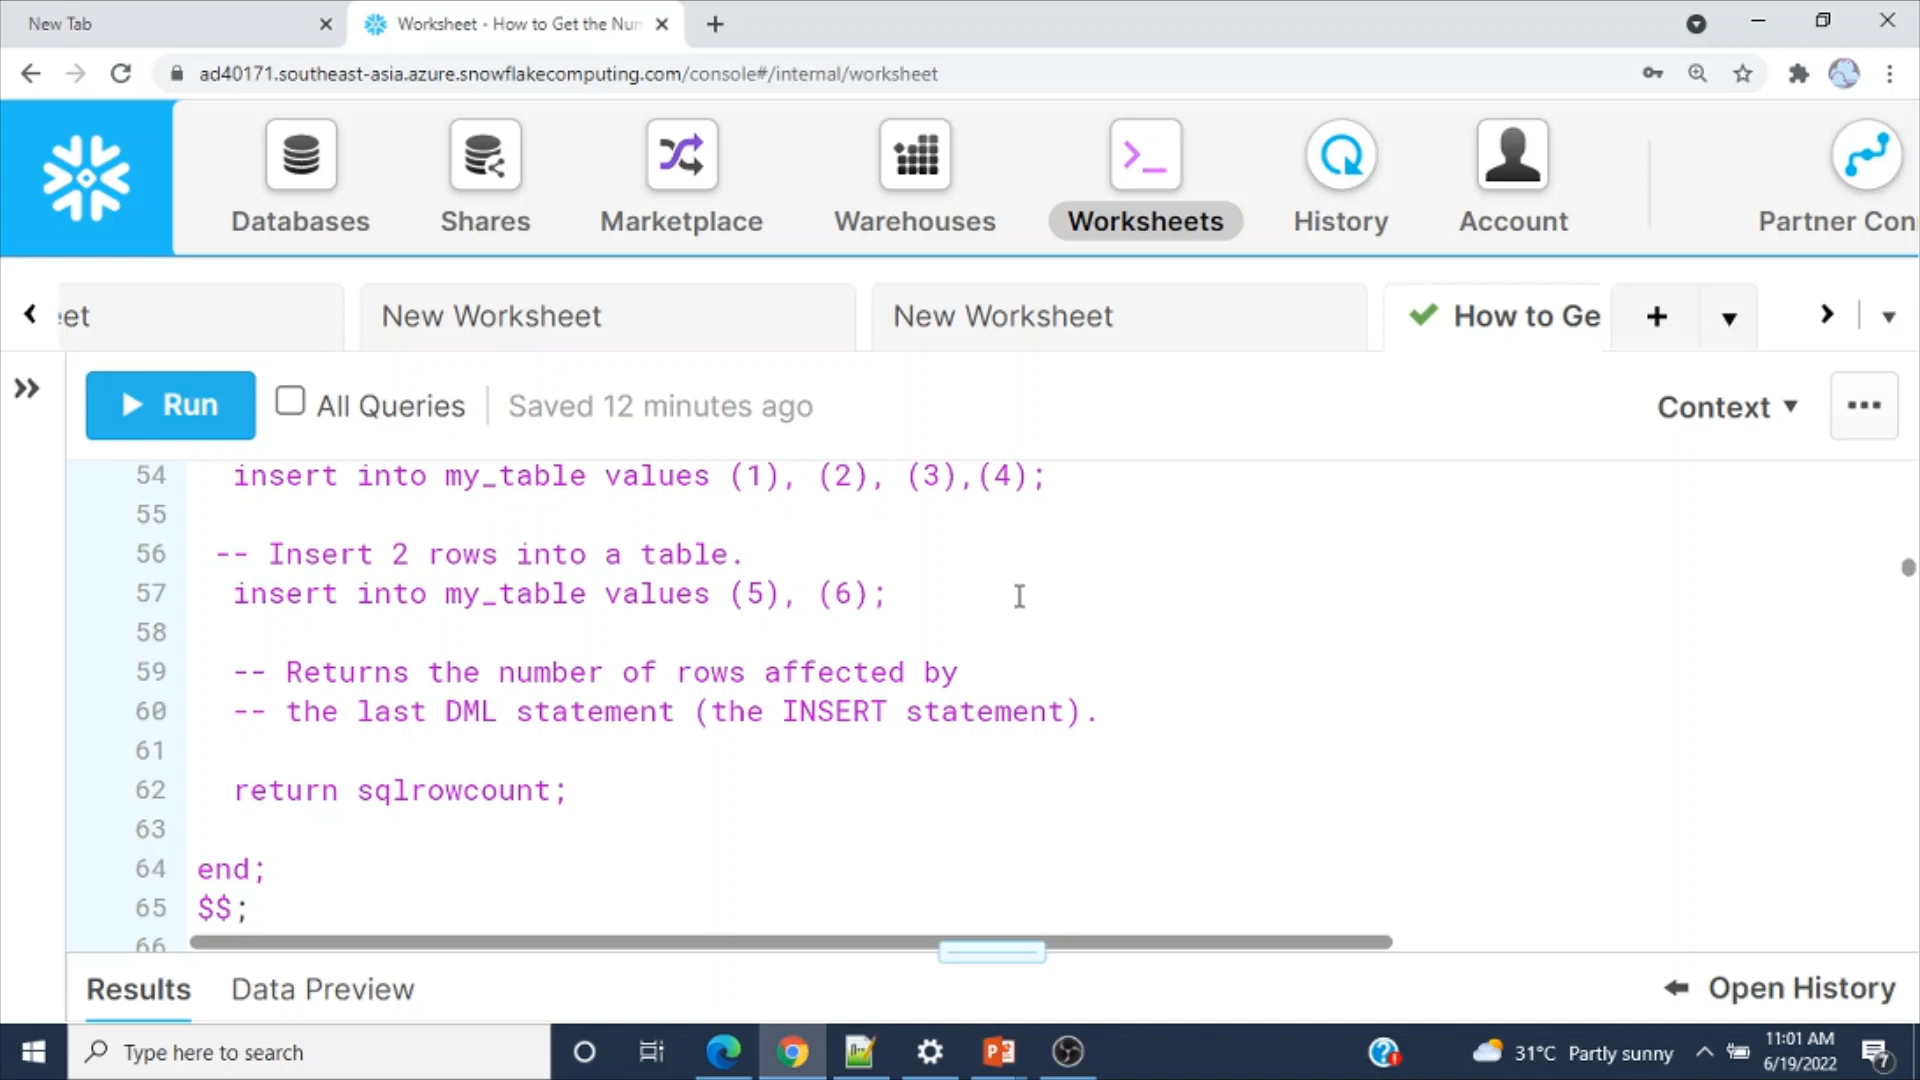 New Tab
Worksheet - How to Get the Num
ad40171.southeast-asia.azure.snowflakecomputing.com/console#/internal/worksheet
Databases
Shares
Marketplace
Warehouses
Worksheets
History
Account
Partner Con
eet
New Worksheet
New Worksheet
How to Ge
Run
All Queries
Saved 12 minutes ago
Context
54 insert into my_table values (1), (2), (3),(4);
55
56 -- Insert 2 rows into a table.
57 insert into my_table values (5), (6);
58
59 -- Returns the number of rows affected by
60 -- the last DML statement (the INSERT statement).
61
62 return sqlrowcount;
63
64 end;
65 $$;
66
Results
Data Preview
Open History
Type here to search
31°C Partly sunny
11:01 AM
6/19/2022
7